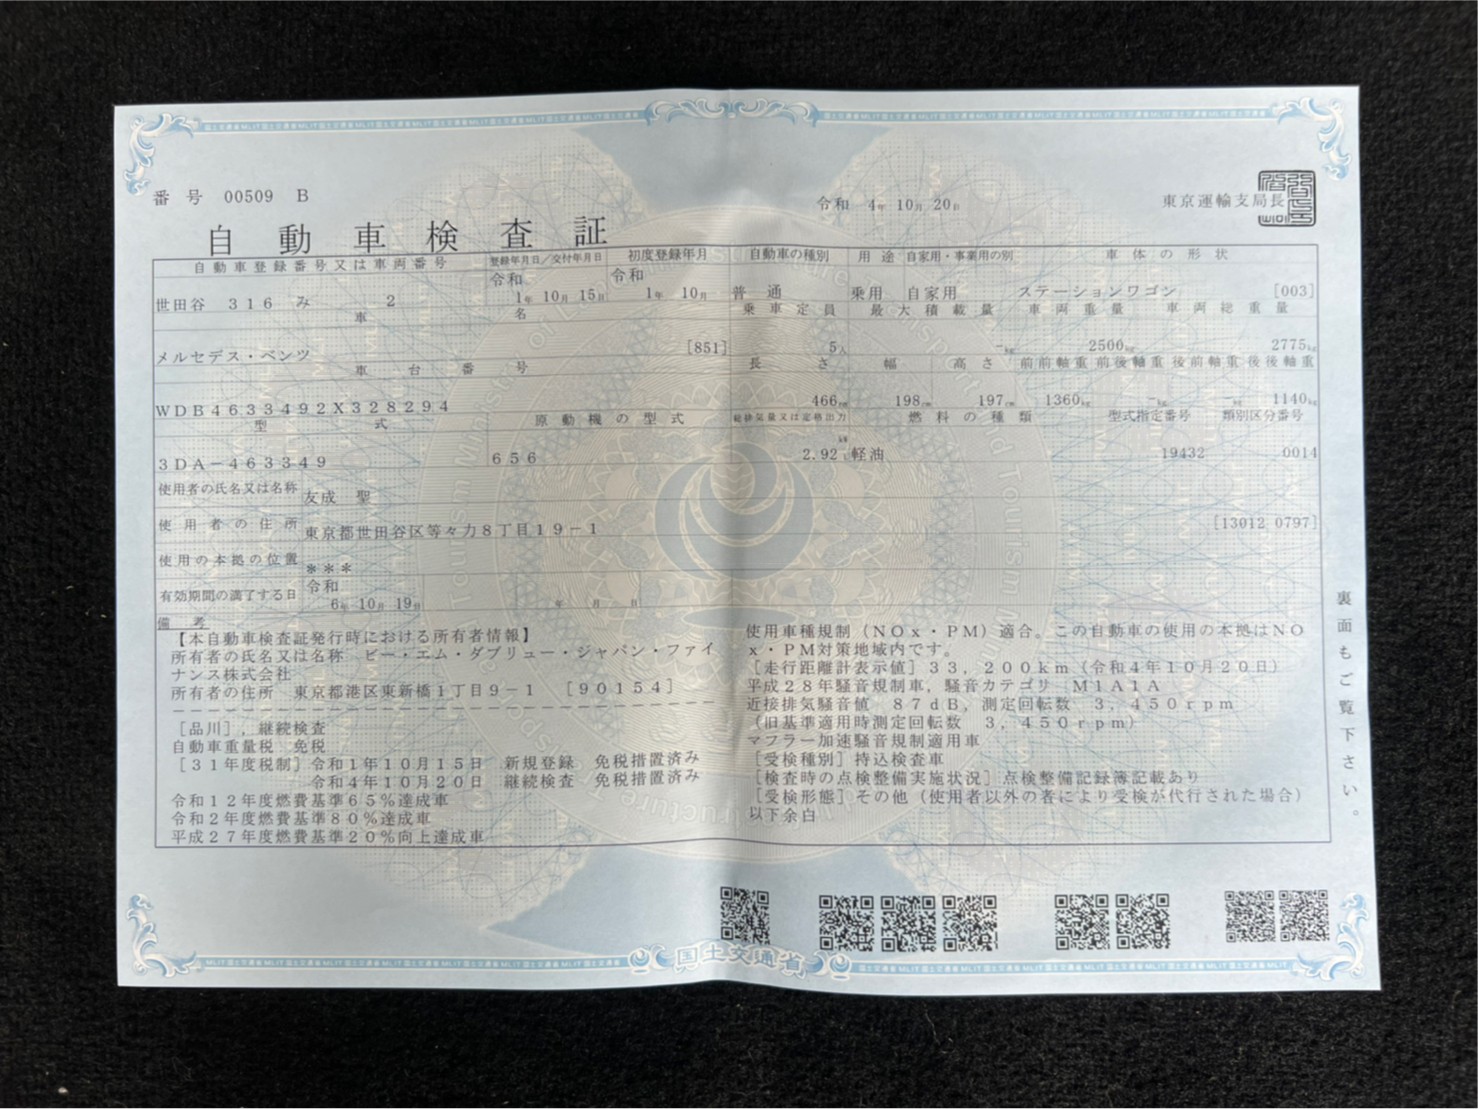 番号 00509 B
令和 4年 10月 20日
東京運輸支局長
自動車検査証
自動車登録番号又は車両番号 登録年月日/交付年月日 初度登録年月 自動車の種別 用途 自家用・事業用の別 車体の形状
世田谷 316 み 2 令和 1年 10月 15日 令和 1年 10月 普通 乗用 自家用 ステーションワゴン [003]
車名 乗車定員 最大積載量 車両重量 車両総重量
メルセデス・ベンツ [851] 5人 -kg 2500kg 2775kg
車台番号 長さ 幅 高さ 前前軸重 前後軸重 後前軸重 後後軸重
WDB4633492X328294 466cm 198cm 197cm 1360kg -kg -kg 1140kg
型式 原動機の型式 総排気量又は定格出力 燃料の種類 型式指定番号 類別区分番号
3DA-463349 656 2.92 kW L 軽油 19432 0014
使用者の氏名又は名称 友成 聖
使用者の住所 東京都世田谷区等々力8丁目19-1 [13012 0797]
使用の本拠の位置 ***
有効期間の満了する日 令和 6年 10月 19日 年 月 日
備考
【本自動車検査証発行時における所有者情報】
所有者の氏名又は名称 ビー・エム・ダブリュー・ジャパン・ファイ
ナンス株式会社
所有者の住所 東京都港区東新橋1丁目9-1 [90154]
[品川],継続検査
自動車重量税 免税
[31年度税制]令和1年10月15日 新規登録 免税措置済み
令和4年10月20日 継続検査 免税措置済み
令和12年度燃費基準65%達成車
令和2年度燃費基準80%達成車
平成27年度燃費基準20%向上達成車
使用車種規制(NOx・PM)適合。この自動車の使用の本拠はNO
x・PM対策地域内です。
[走行距離計表示値]33,200km(令和4年10月20日)
平成28年騒音規制車,騒音カテゴリ M1A1A
近接排気騒音値 87dB,測定回転数 3,450rpm
(旧基準適用時測定回転数 3,450rpm)
マフラー加速騒音規制適用車
[受検種別]持込検査車
[検査時の点検整備実施状況]点検整備記録簿記載あり
[受検形態]その他(使用者以外の者により受検が代行された場合)
以下余白
裏面もご覧下さい。
国土交通省